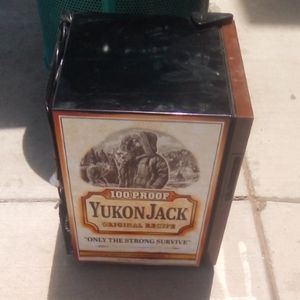 100 PROOF
YUKON JACK
ORIGINAL RECIPE
"ONLY THE STRONG SURVIVE"